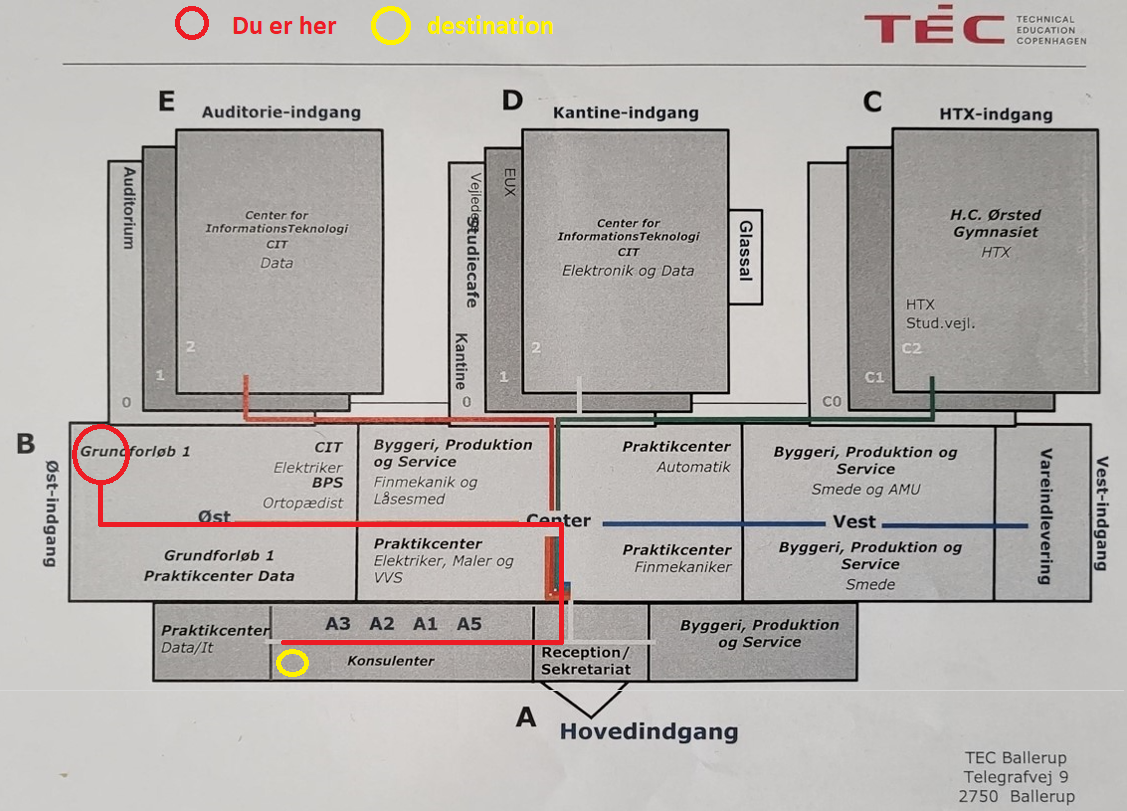 Du er her
destination
TEC
TECHNICAL
EDUCATION
COPENHAGEN
E
Auditorie-indgang
D
Kantine-indgang
C
HTX-indgang
Auditorium
Center for
InformationsTeknologi
CIT
Data
2
1
0
EUX
Studiecafe
Kantine
Center for
InformationsTeknologi
CIT
Elektronik og Data
2
1
0
Glassal
H.C. Ørsted
Gymnasiet
HTX
HTX
Stud.vejl.
C2
C1
C0
B
Øst-indgang
Grundforløb 1
CIT
Elektriker
BPS
Ortopædist
Byggeri, Produktion
og Service
Finmekanik og
Låsesmed
Praktikcenter
Automatik
Byggeri, Produktion og
Service
Smede og AMU
Vareindlevering
Vest-indgang
Øst
Center
Vest
Grundforløb 1
Praktikcenter Data
Praktikcenter
Elektriker, Maler og
VVS
Praktikcenter
Finmekaniker
Byggeri, Produktion og
Service
Smede
Praktikcenter
Data/It
A3 A2 A1 A5
Konsulenter
Reception/
Sekretariat
Byggeri, Produktion
og Service
A
Hovedindgang
TEC Ballerup
Telegrafvej 9
2750 Ballerup